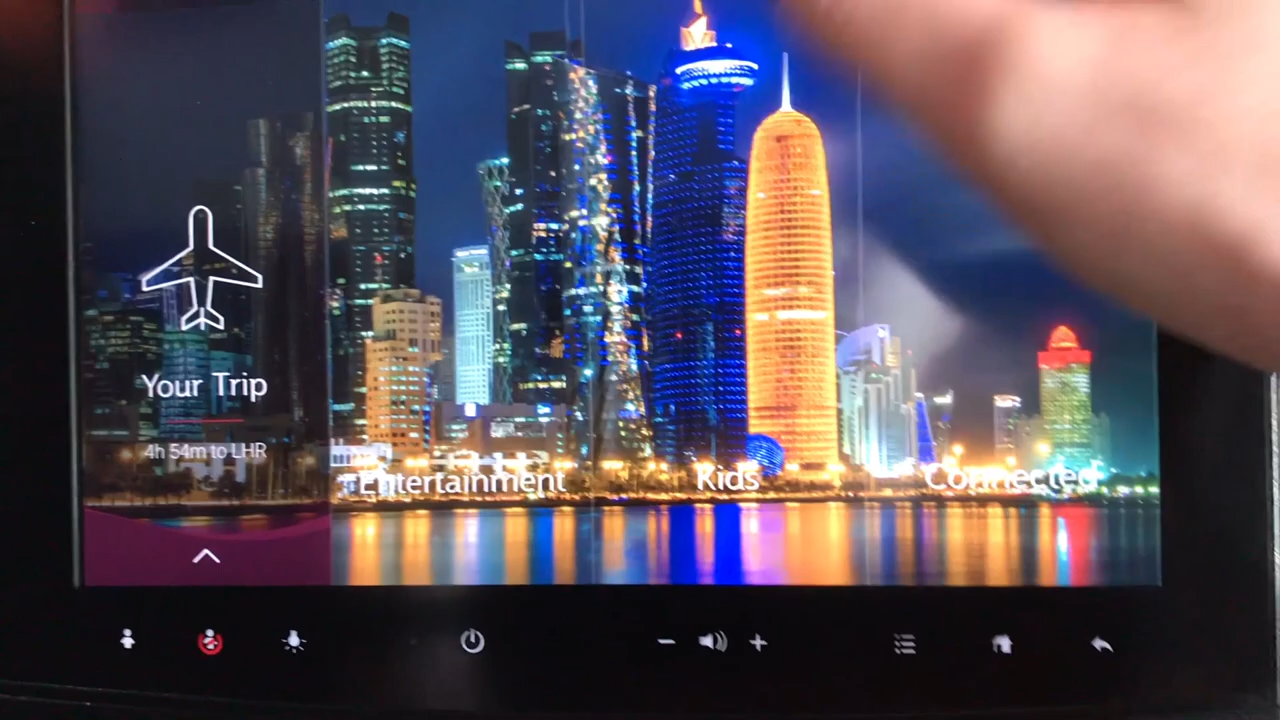 Your Trip
4h 54m to LHR
Entertainment
Kids
Connected